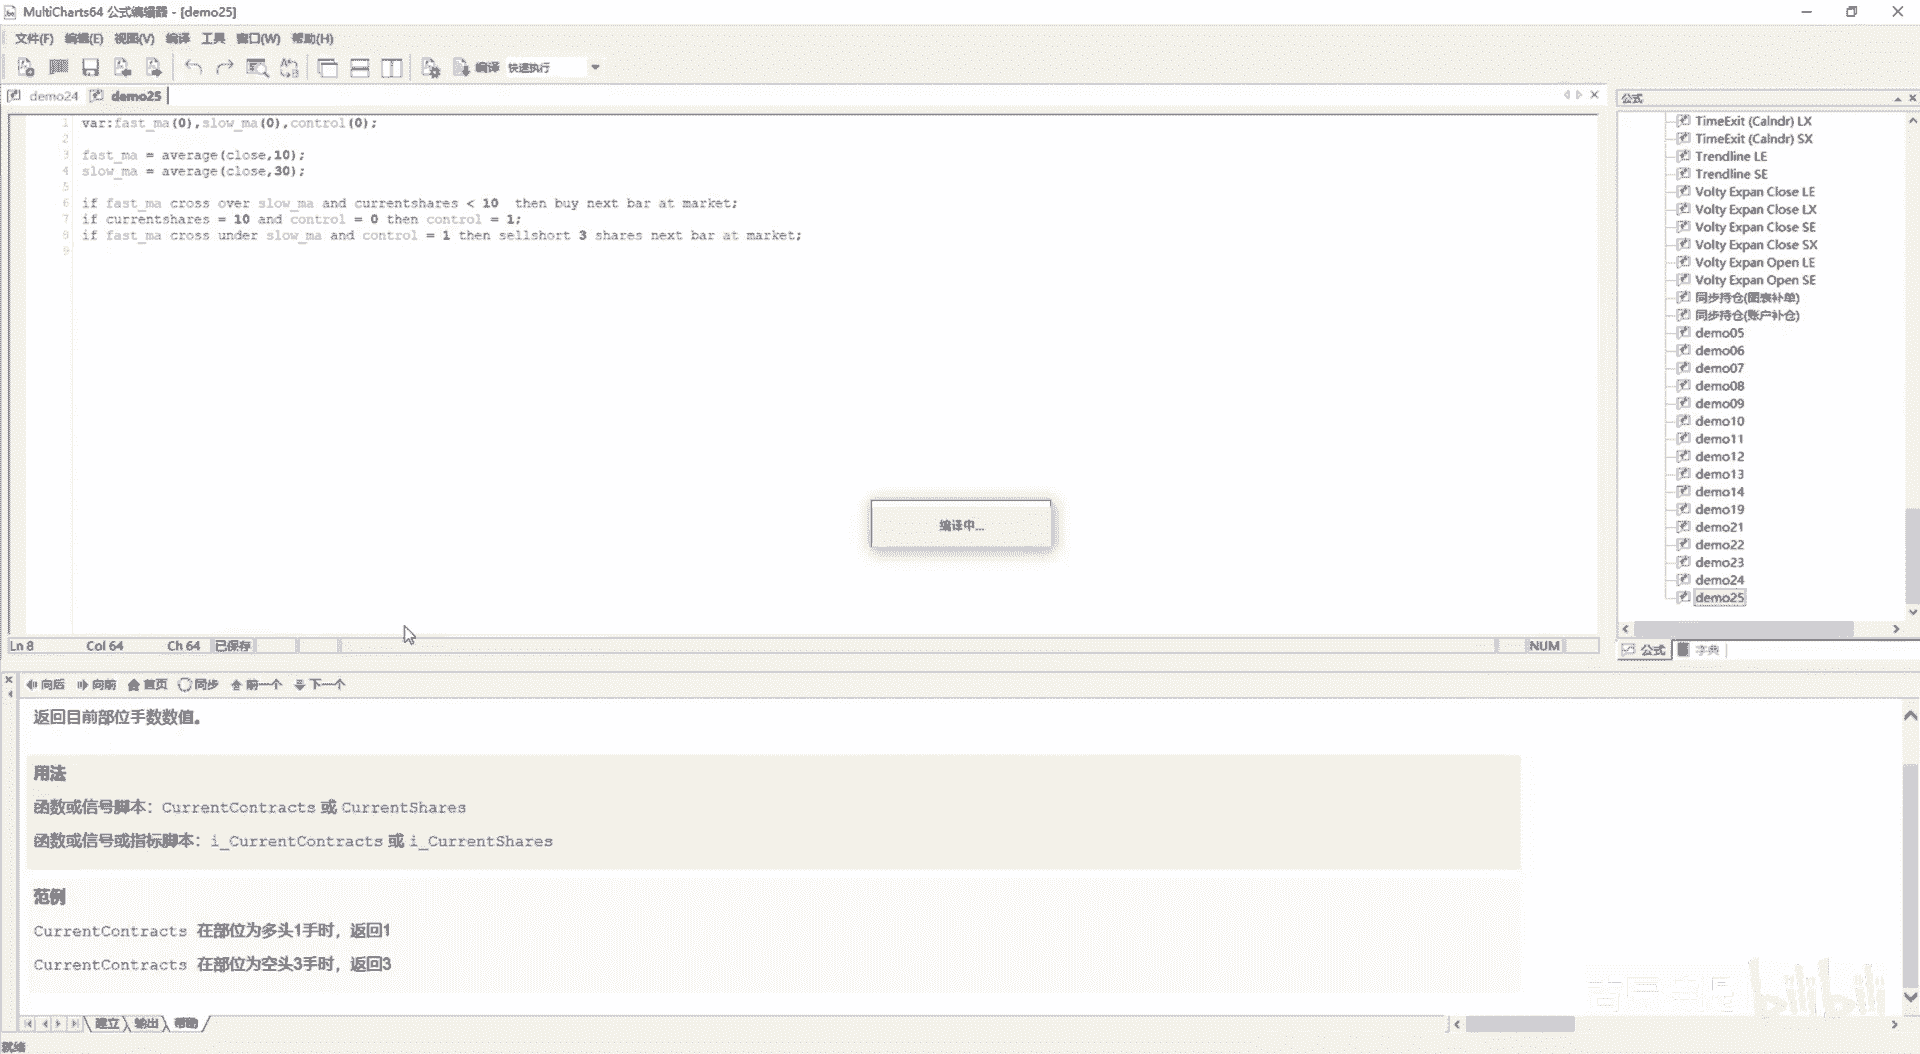 MultiCharts64 公式编辑器 - [demo25]
文件(F) 编辑(E) 视图(V) 编译 工具 窗口(W) 帮助(H)
编译 快速执行
demo24 demo25
公式
1 var:fast_ma(0),slow_ma(0),control(0);
2
3 fast_ma = average(close,10);
4 slow_ma = average(close,30);
5
6 if fast_ma cross over slow_ma and currentshares < 10  then buy next bar at market;
7 if currentshares = 10 and control = 0 then control = 1;
8 if fast_ma cross under slow_ma and control = 1 then sellshort 3 shares next bar at market;
9
TimeExit (Calndr) LX
TimeExit (Calndr) SX
Trendline LE
Trendline SE
Volty Expan Close LE
Volty Expan Close LX
Volty Expan Close SE
Volty Expan Close SX
Volty Expan Open LE
Volty Expan Open SE
同步持仓(图表补单)
同步持仓(账户补仓)
demo05
demo06
demo07
demo08
demo09
demo10
demo11
demo12
demo13
demo14
demo19
demo21
demo22
demo23
demo24
demo25
编译中...
Ln 8 Col 64 Ch 64 已保存 NUM
公式 字典
向后 向前 首页 同步 前一个 下一个
返回目前部位手数数值。
用法
函数或信号脚本：CurrentContracts 或 CurrentShares
函数或信号或指标脚本：i_CurrentContracts 或 i_CurrentShares
范例
CurrentContracts 在部位为多头1手时，返回1
CurrentContracts 在部位为空头3手时，返回3
bilibili
建立 输出 帮助
就绪